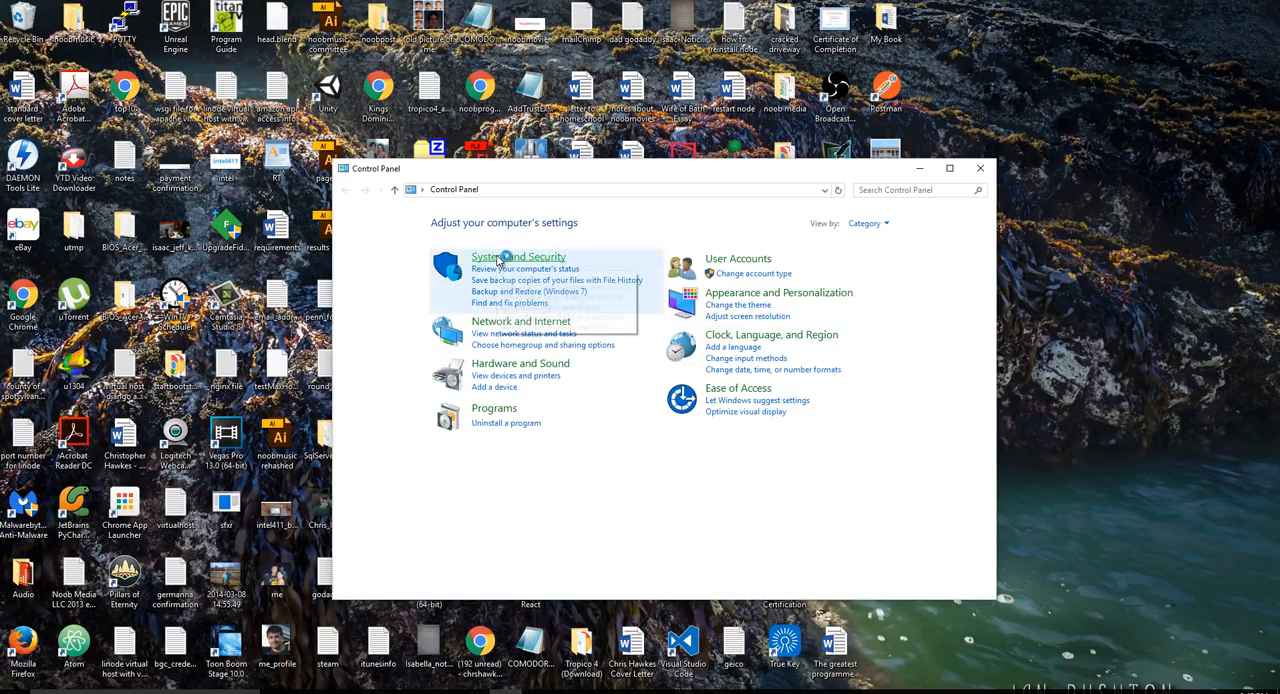 Recycle Bin
noobmusic
PuTTY
Unreal Engine
Program Guide
head.blend
noobmusic committee
noobpost
old picture of me
noobmovie
mailChimp
dad godaddy
how to reinstall node
cracked driveway
Certificate of Completion
My Book
standard cover letter
Adobe Acrobat...
top10
wsgi file for apache vi...
linode virtual host with v...
amazon api access info
Unity
Kings Domini...
tropico4_a...
noobprog...
AddTrustEx...
letter to homeschool
notes about noobmovies
Wife of Bath Essay
restart node
noob media
Open Broadcast...
Postman
DAEMON Tools Lite
YTD Video Downloader
notes
payment confirmation
intel
RT
Control Panel
Control Panel
Search Control Panel
Adjust your computer's settings
View by: Category
System and Security
Review your computer's status
Save backup copies of your files with File History
Backup and Restore (Windows 7)
Find and fix problems
Network and Internet
View network status and tasks
Choose homegroup and sharing options
Hardware and Sound
View devices and printers
Add a device
Programs
Uninstall a program
User Accounts
Change account type
Appearance and Personalization
Change the theme
Adjust screen resolution
Clock, Language, and Region
Add a language
Change input methods
Change date, time, or number formats
Ease of Access
Let Windows suggest settings
Optimize visual display
eBay
utmp
BIOS_Acer_...
isaac_jeff_k...
UpgradeFid...
requirements
results
Google Chrome
µTorrent
BIOS_Acer_...
WinTV Scheduler
Camtasia Studio 8
email_addre...
penn_fo
county of spotsylvan...
u1304
virtual host django a...
startboots...
nginx file
testMaxHo...
round_
port number for linode
Acrobat Reader DC
Christopher Hawkes -...
Logitech Webca...
Vegas Pro 13.0 (64-bit)
noobmusic rehashed
SqlServe
Malwarebyt... Anti-Malware
JetBrains PyChar...
Chrome App Launcher
virtualhost
sfxr
intel411_b...
Chris_
Audio
Noob Media LLC 2013 e...
Pillars of Eternity
germanna confirmation
2014-03-08 14.55.49
me
godad
(64-bit)
React
Certification
Mozilla Firefox
Atom
linode virtual host with v...
bgc_crede...
Toon Boom Stage 10.0
me_profile
steam
itunesinfo
Isabella_not...
(192 unread) - chrshawk...
COMODOR...
Tropico 4 (Download)
Chris Hawkes Cover Letter
Visual Studio Code
geico
True Key
The greatest programme...